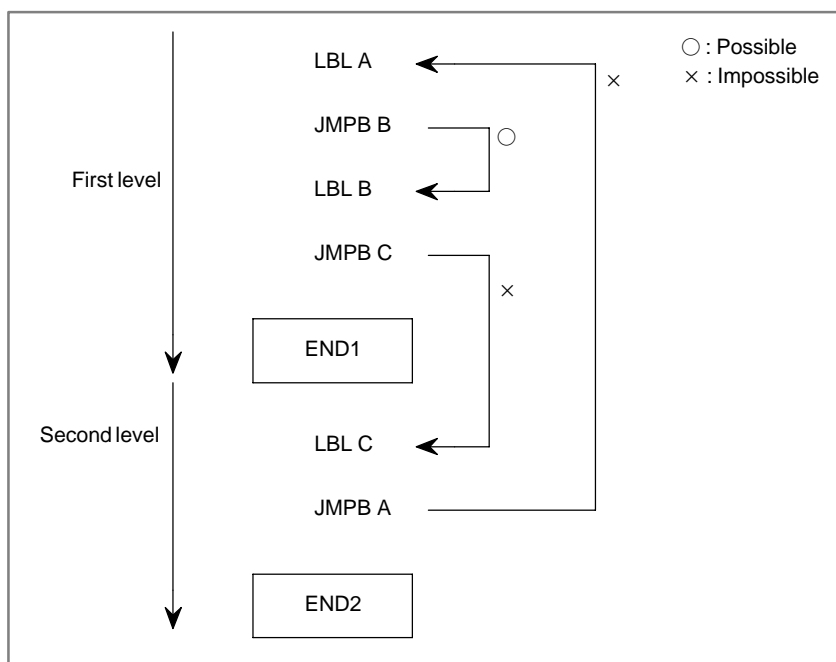 LBL A
○ : Possible
× : Impossible
×
JMPB B
○
First level
LBL B
JMPB C
×
END1
Second level
LBL C
JMPB A
END2